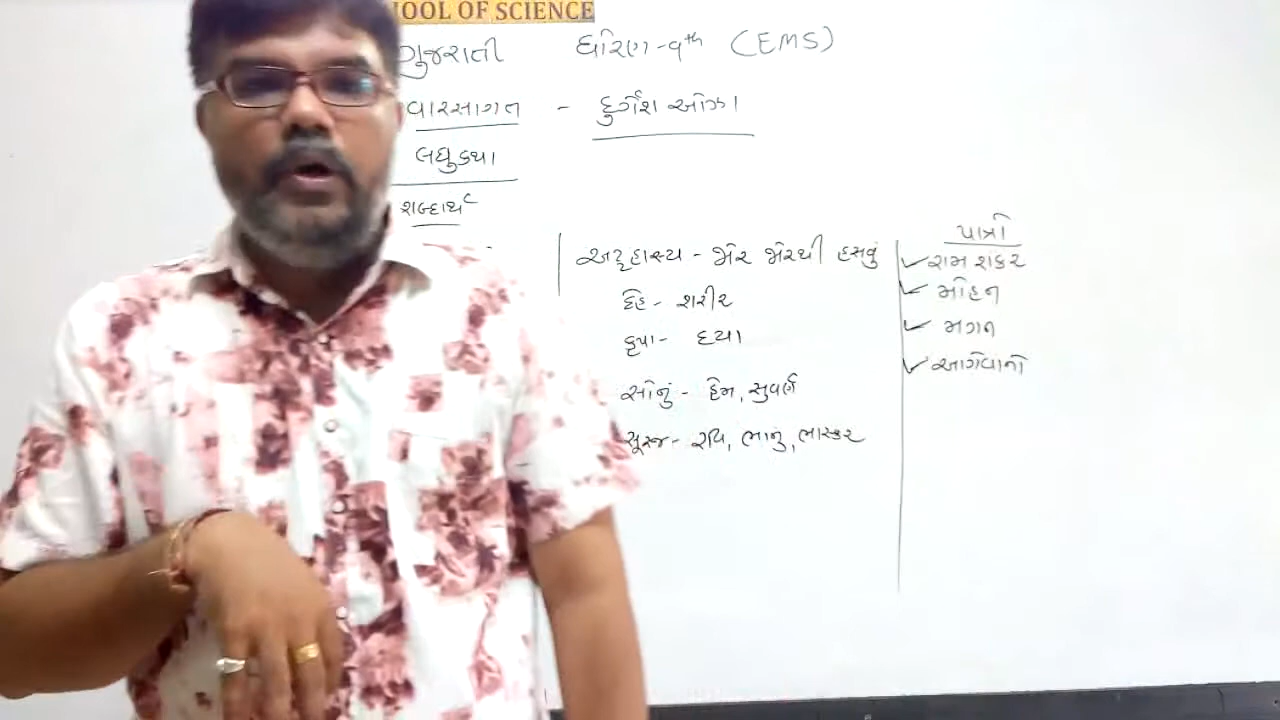 HOOL OF SCIENCE
ગુજરાતી ધોરણ-9th (EMS)
વારસાગત - દુર્ગેશ ઓઝા
લઘુકથા
શબ્દાર્થ
અટ્ટહાસ્ય - જોર જોરથી હસવું
દેહ - શરીર
કૃપા - દયા
સોનું - હેમ, સુવર્ણ
સૂરજ - રવિ, ભાનુ, ભાસ્કર
પાત્રો
રામ શંકર
મોહન
મગન
આગેવાનો